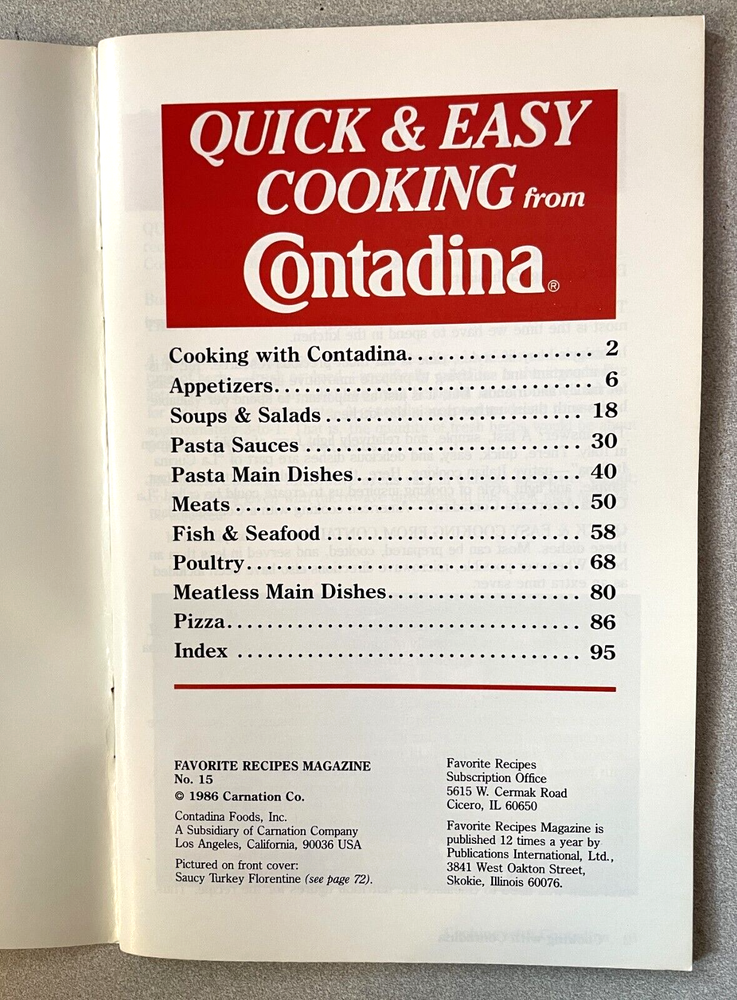 QUICK & EASY
COOKING from
Contadina®
Cooking with Contadina.................. 2
Appetizers............................... 6
Soups & Salads ......................... 18
Pasta Sauces ........................... 30
Pasta Main Dishes....................... 40
Meats .................................. 50
Fish & Seafood ......................... 58
Poultry................................. 68
Meatless Main Dishes.................... 80
Pizza................................... 86
Index .................................. 95
FAVORITE RECIPES MAGAZINE
No. 15
© 1986 Carnation Co.
Contadina Foods, Inc.
A Subsidiary of Carnation Company
Los Angeles, California, 90036 USA
Pictured on front cover:
Saucy Turkey Florentine (see page 72).
Favorite Recipes
Subscription Office
5615 W. Cermak Road
Cicero, IL 60650
Favorite Recipes Magazine is
published 12 times a year by
Publications International, Ltd.,
3841 West Oakton Street,
Skokie, Illinois 60076.